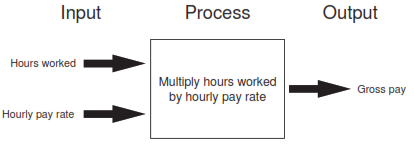 Input Process Output
Hours worked
Multiply hours worked
by hourly pay rate
Gross pay
Hourly pay rate